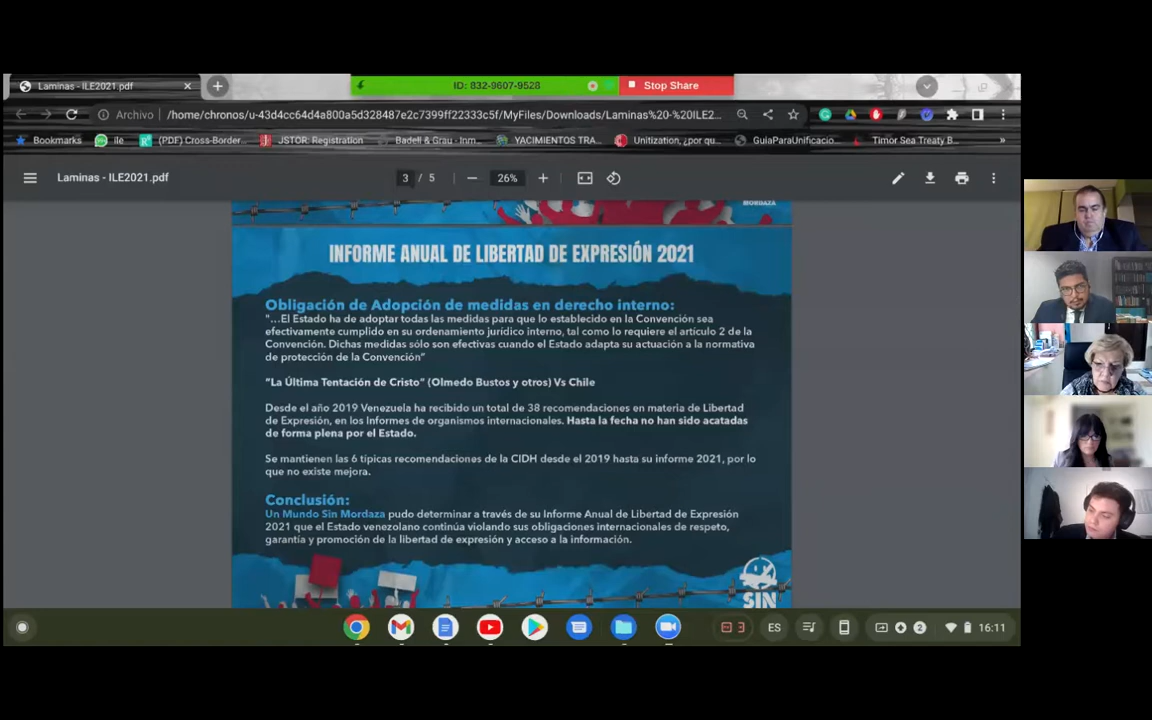 Laminas - ILE2021.pdf
ID: 832-9607-9528
Stop Share
Archivo
/home/chronos/u-43d4cc64d4a800a5d328487e2c7399ff22333c5f/MyFiles/Downloads/Laminas%20-%20ILE2...
Bookmarks
ile
(PDF) Cross-Border...
JSTOR: Registration
Badell & Grau - Inm...
YACIMIENTOS TRA...
Unitization, ¿por qu...
GuiaParaUnificacio...
Timor Sea Treaty B...
»
Laminas - ILE2021.pdf
3 / 5
26%
MORDAZA
INFORME ANUAL DE LIBERTAD DE EXPRESIÓN 2021
Obligación de Adopción de medidas en derecho interno:
"...El Estado ha de adoptar todas las medidas para que lo establecido en la Convención sea
efectivamente cumplido en su ordenamiento jurídico interno, tal como lo requiere el artículo 2 de la
Convención. Dichas medidas sólo son efectivas cuando el Estado adapta su actuación a la normativa
de protección de la Convención"
"La Última Tentación de Cristo" (Olmedo Bustos y otros) Vs Chile
Desde el año 2019 Venezuela ha recibido un total de 38 recomendaciones en materia de Libertad
de Expresión, en los Informes de organismos internacionales. Hasta la fecha no han sido acatadas
de forma plena por el Estado.
Se mantienen las 6 típicas recomendaciones de la CIDH desde el 2019 hasta su informe 2021, por lo
que no existe mejora.
Conclusión:
Un Mundo Sin Mordaza pudo determinar a través de su Informe Anual de Libertad de Expresión
2021 que el Estado venezolano continúa violando sus obligaciones internacionales de respeto,
garantía y promoción de la libertad de expresión y acceso a la información.
SIN
3
ES
2
16:11